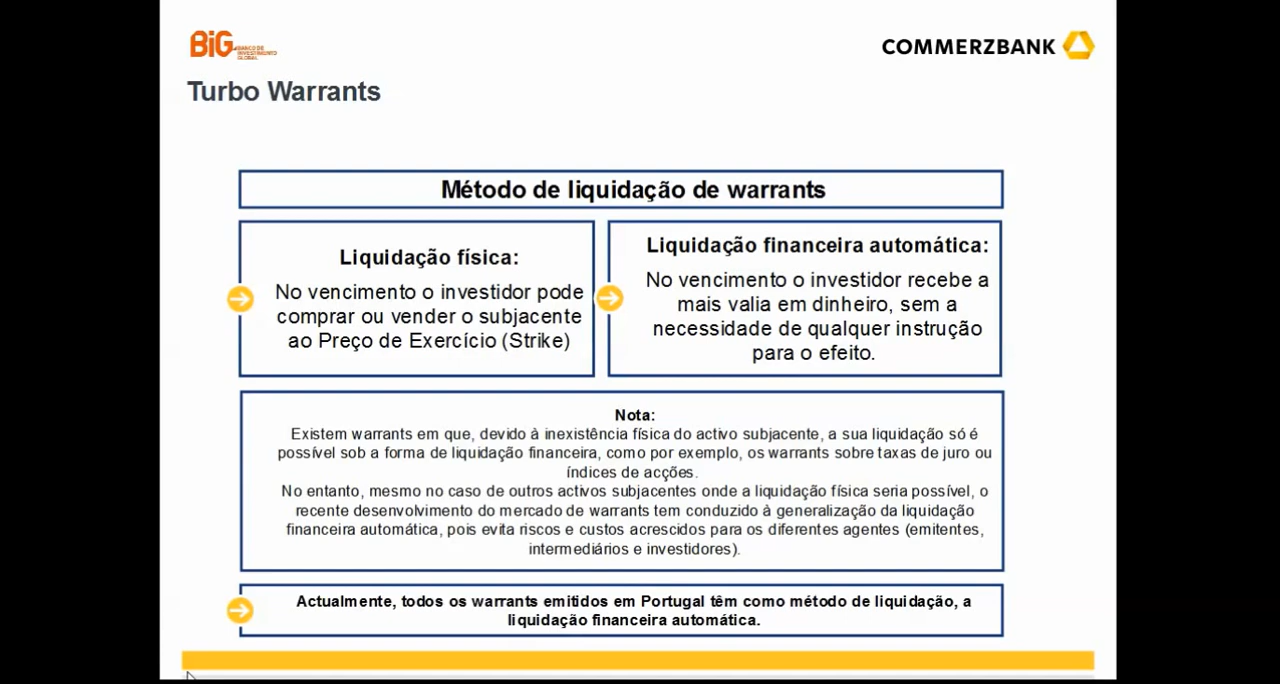 BiG
BANCO DE
INVESTIMENTO
GLOBAL
COMMERZBANK
Turbo Warrants
Método de liquidação de warrants
Liquidação física:
No vencimento o investidor pode
comprar ou vender o subjacente
ao Preço de Exercício (Strike)
Liquidação financeira automática:
No vencimento o investidor recebe a
mais valia em dinheiro, sem a
necessidade de qualquer instrução
para o efeito.
Nota:
Existem warrants em que, devido à inexistência física do activo subjacente, a sua liquidação só é
possível sob a forma de liquidação financeira, como por exemplo, os warrants sobre taxas de juro ou
índices de acções.
No entanto, mesmo no caso de outros activos subjacentes onde a liquidação física seria possível, o
recente desenvolvimento do mercado de warrants tem conduzido à generalização da liquidação
financeira automática, pois evita riscos e custos acrescidos para os diferentes agentes (emitentes,
intermediários e investidores).
Actualmente, todos os warrants emitidos em Portugal têm como método de liquidação, a
liquidação financeira automática.